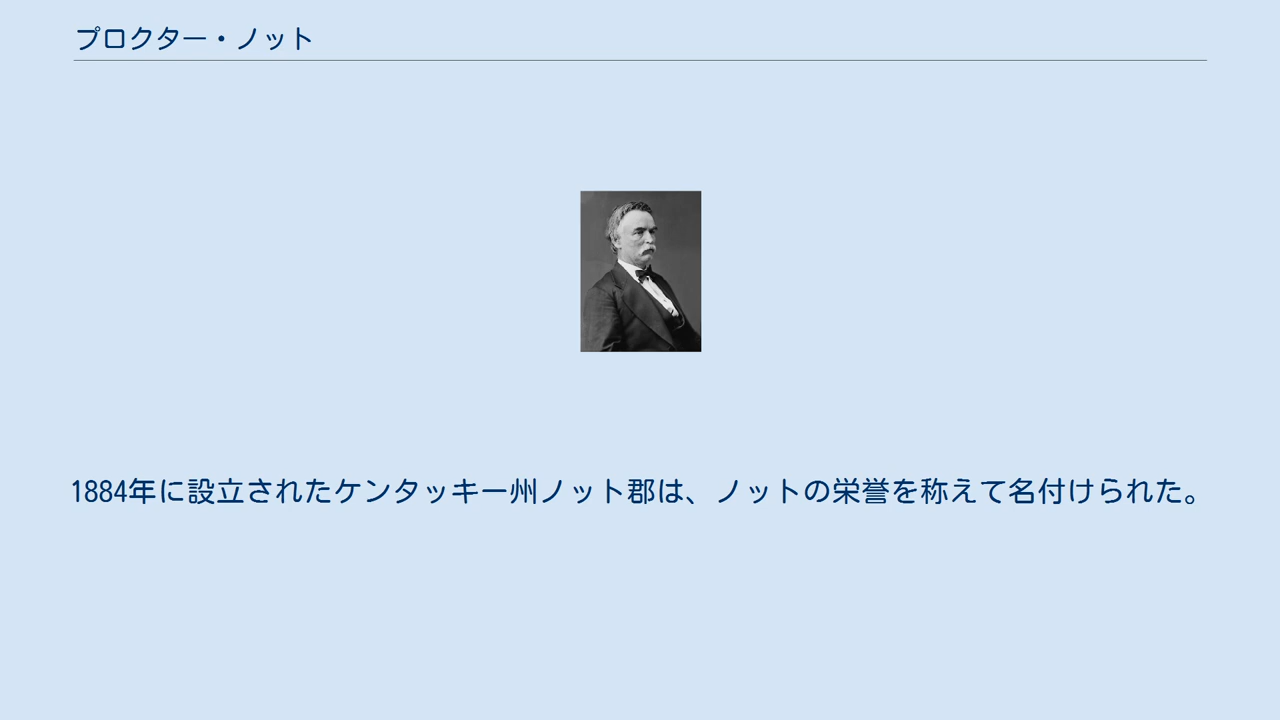 プロクター・ノット
1884年に設立されたケンタッキー州ノット郡は、ノットの栄誉を称えて名付けられた。